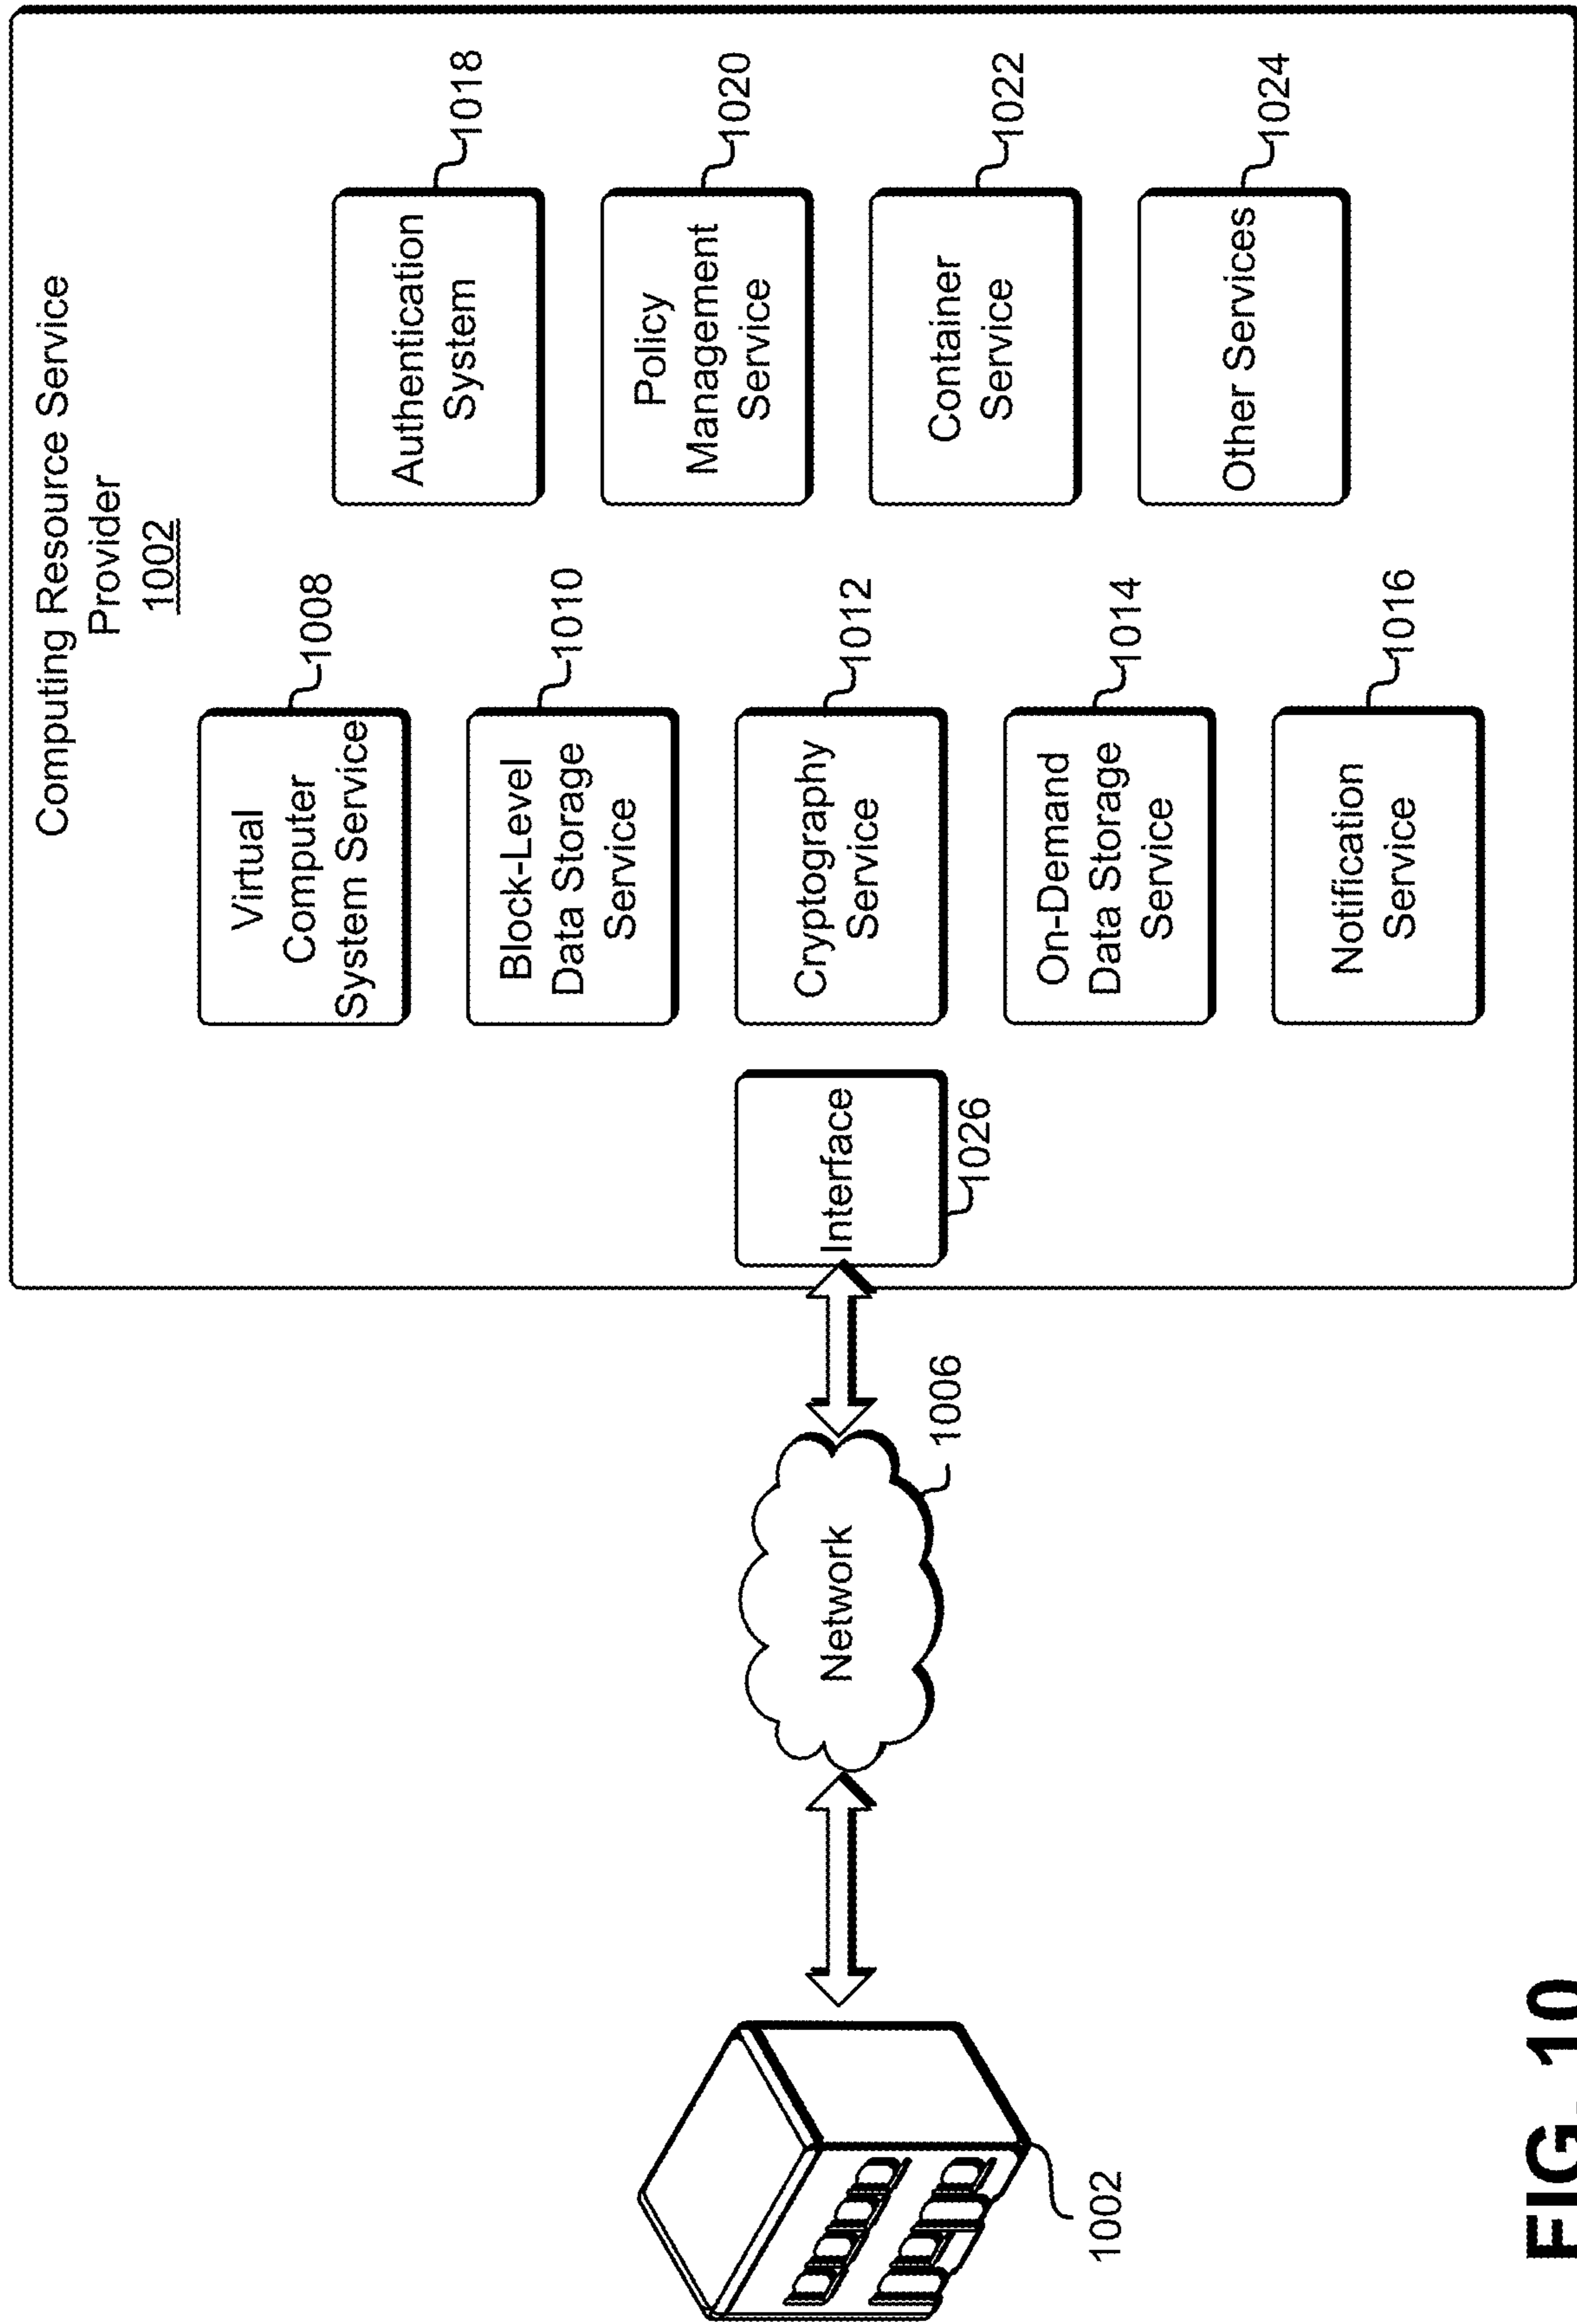 Computing Resource Service
Provider
1002
Virtual
Computer
System Service
1008
Block-Level
Data Storage
Service
1010
Cryptography
Service
1012
On-Demand
Data Storage
Service
1014
Notification
Service
1016
Authentication
System
1018
Policy
Management
Service
1020
Container
Service
1022
Other Services
1024
Interface
1026
Network
1006
1002
FIG. 10